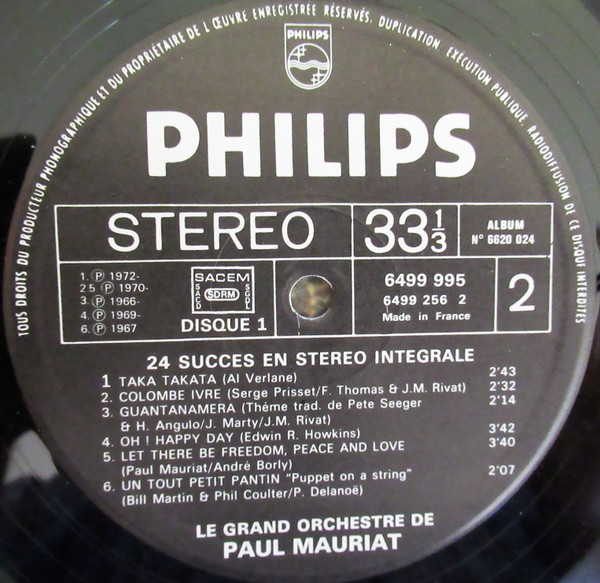 TOUS DROITS DU PRODUCTEUR PHONOGRAPHIQUE ET DU PROPRIÉTAIRE DE L'ŒUVRE ENREGISTRÉE RÉSERVÉS. DUPLICATION, EXÉCUTION PUBLIQUE, RADIODIFFUSION DE CE DISQUE INTERDITES
PHILIPS
PHILIPS
STEREO
33 1/3
ALBUM
N° 6620 024
1. Ⓟ 1972-
2 5 Ⓟ 1970-
3. Ⓟ 1966-
4. Ⓟ 1969-
6. Ⓟ 1967
SACEM
SACD
SDRM
SGDL
DISQUE 1
6499 995
6499 256 2
Made in France
2
24 SUCCES EN STEREO INTEGRALE
1 TAKA TAKATA (Al Verlane) 2'43
2. COLOMBE IVRE (Serge Prisset/F. Thomas & J.M. Rivat) 2'32
3. GUANTANAMERA (Thème trad. de Pete Seeger 2'14
& H. Angulo/J. Marty/J.M. Rivat)
4. OH ! HAPPY DAY (Edwin R. Howkins) 3'42
5. LET THERE BE FREEDOM, PEACE AND LOVE 3'40
(Paul Mauriat/André Borly)
6. UN TOUT PETIT PANTIN "Puppet on a string" 2'07
(Bill Martin & Phil Coulter/P. Delanoë)
LE GRAND ORCHESTRE DE
PAUL MAURIAT